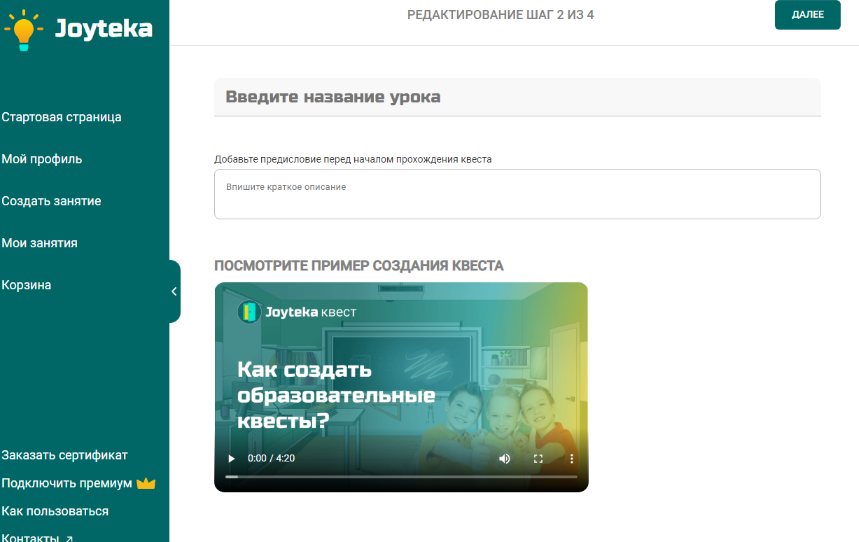 Joyteka
РЕДАКТИРОВАНИЕ ШАГ 2 ИЗ 4
ДАЛЕЕ
Стартовая страница
Мой профиль
Создать занятие
Мои занятия
Корзина
Заказать сертификат
Подключить премиум
Как пользоваться
Контакты
Введите название урока
Добавьте предисловие перед началом прохождения квеста
Впишите краткое описание
ПОСМОТРИТЕ ПРИМЕР СОЗДАНИЯ КВЕСТА
Joyteka квест
Как создать
образовательные
квесты?
0:00 / 4:20